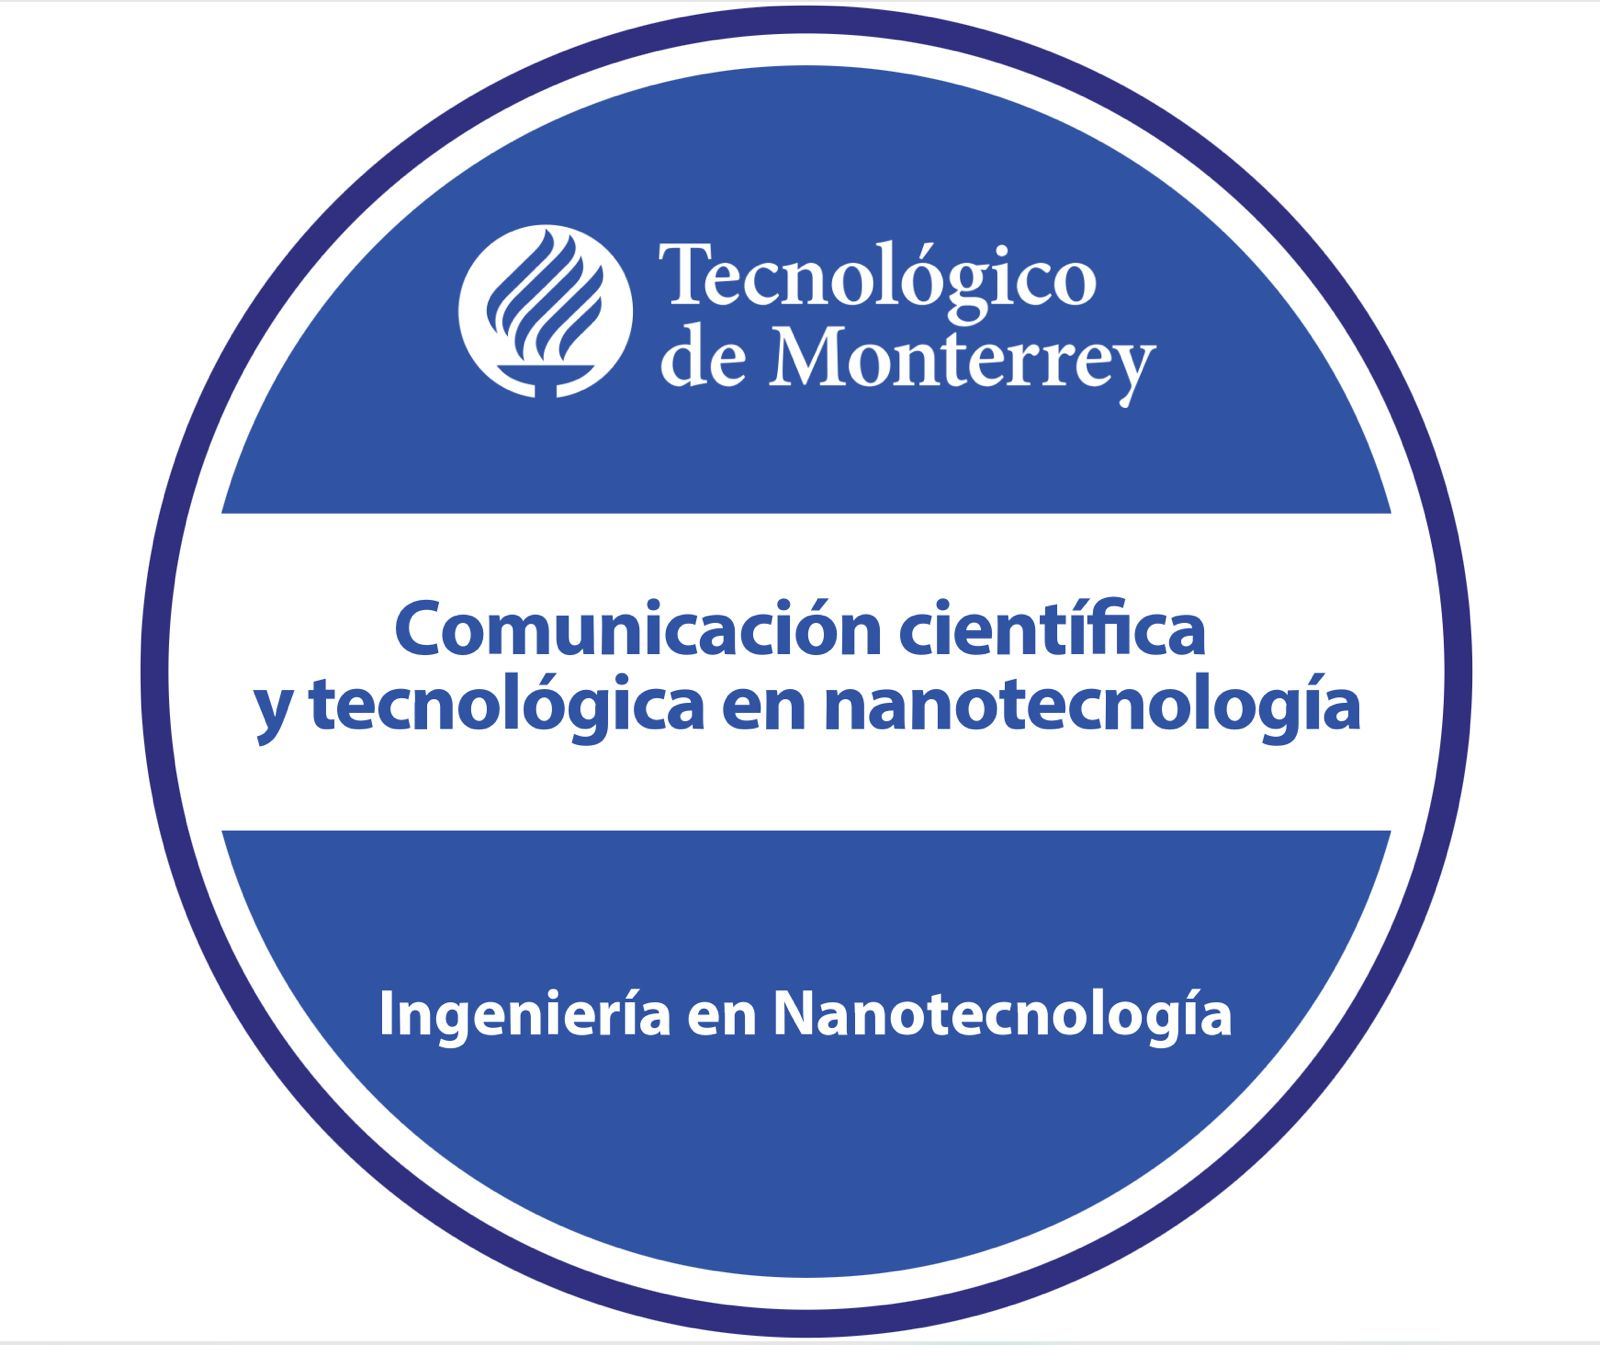 Tecnológico
de Monterrey
Comunicación científica
y tecnológica en nanotecnología
Ingeniería en Nanotecnología